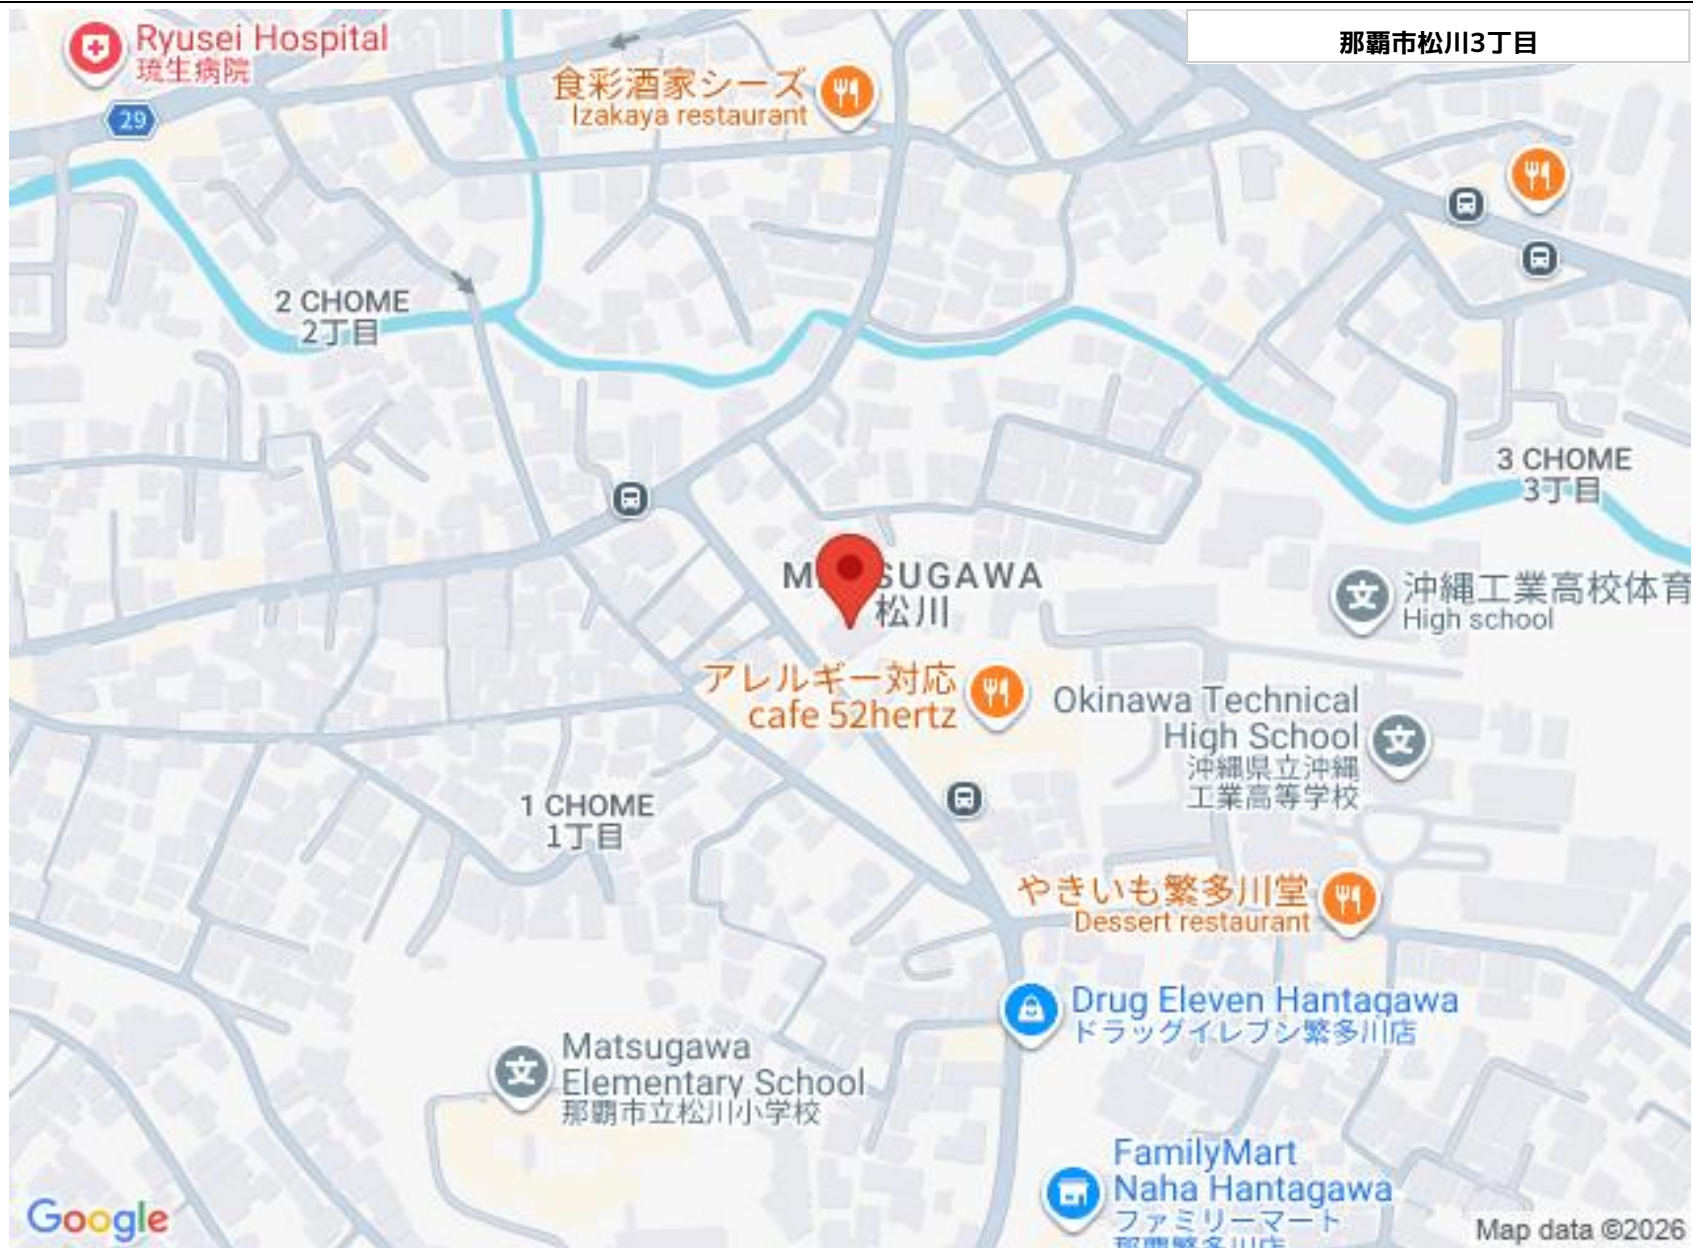 那覇市松川3丁目
Ryusei Hospital
琉生病院
29
食彩酒家シーズ
Izakaya restaurant
2 CHOME
2丁目
3 CHOME
3丁目
SUGAWA
松川
沖縄工業高校体育
High school
アレルギー対応
cafe 52hertz
Okinawa Technical
High School
沖縄県立沖縄
工業高等学校
1 CHOME
1丁目
やきいも繁多川堂
Dessert restaurant
Drug Eleven Hantagawa
ドラッグイレブン繁多川店
Matsugawa
Elementary School
那覇市立松川小学校
FamilyMart
Naha Hantagawa
ファミリーマート
那覇繁多川店
Google
Map data ©2026